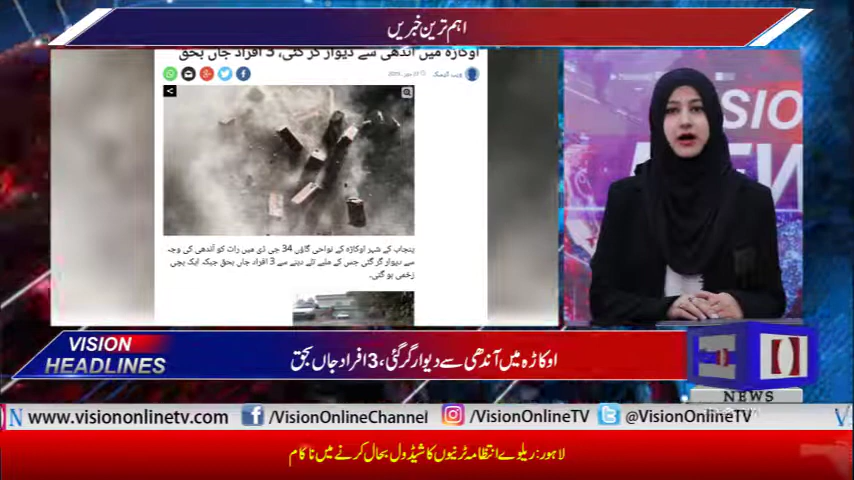 اہم ترین خبریں
اوکاڑہ میں آندھی سے دیوار گر گئی، 3 افراد جاں بحق
ویب ڈیسک
پنجاب کے شہر اوکاڑہ کے نواحی گاؤں 34 جی ڈی میں رات کو آندھی کی وجہ
سے دیوار گر گئی جس کے ملبے تلے دبنے سے 3 افراد جاں بحق جبکہ ایک بچی
زخمی ہو گئی۔
VISION
HEADLINES
اوکاڑہ میں آندھی سے دیوار گر گئی، 3 افراد جاں بحق
NEWS
www.visiononlinetv.com /VisionOnlineChannel /VisionOnlineTV @VisionOnlineTV
لاہور: ریلوے انتظامیہ ٹرنیوں کا شیڈول بحال کرنے میں ناکام